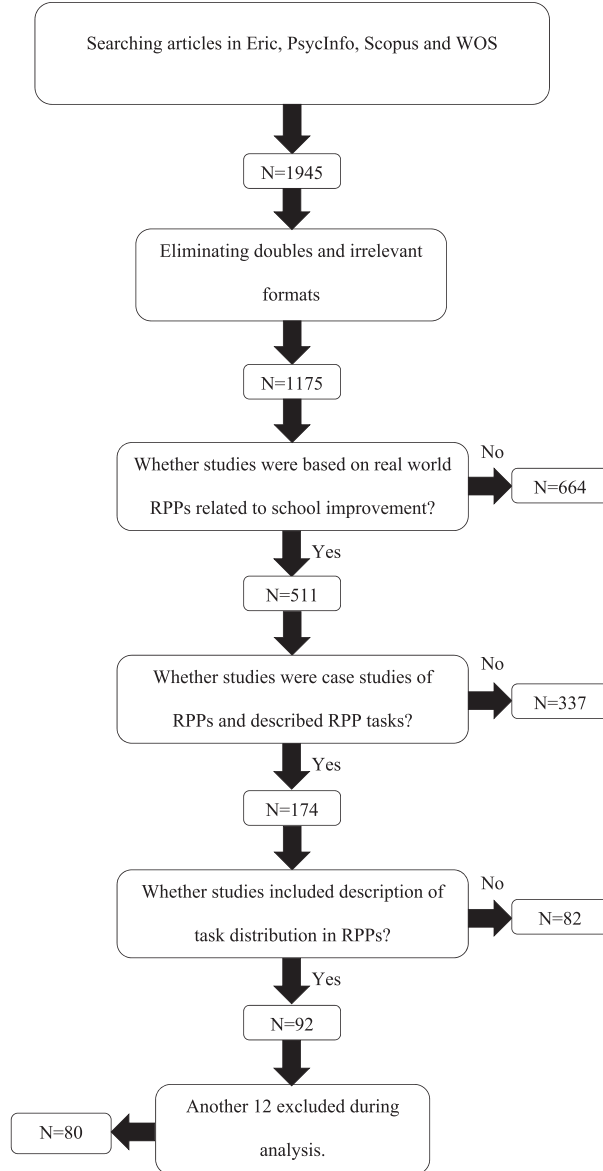 Searching articles in Eric, PsycInfo, Scopus and WOS
N=1945
Eliminating doubles and irrelevant
formats
N=1175
Whether studies were based on real world
RPPs related to school improvement?
No
N=664
Yes
N=511
Whether studies were case studies of
RPPs and described RPP tasks?
No
N=337
Yes
N=174
Whether studies included description of
task distribution in RPPs?
No
N=82
Yes
N=92
Another 12 excluded during
analysis.
N=80